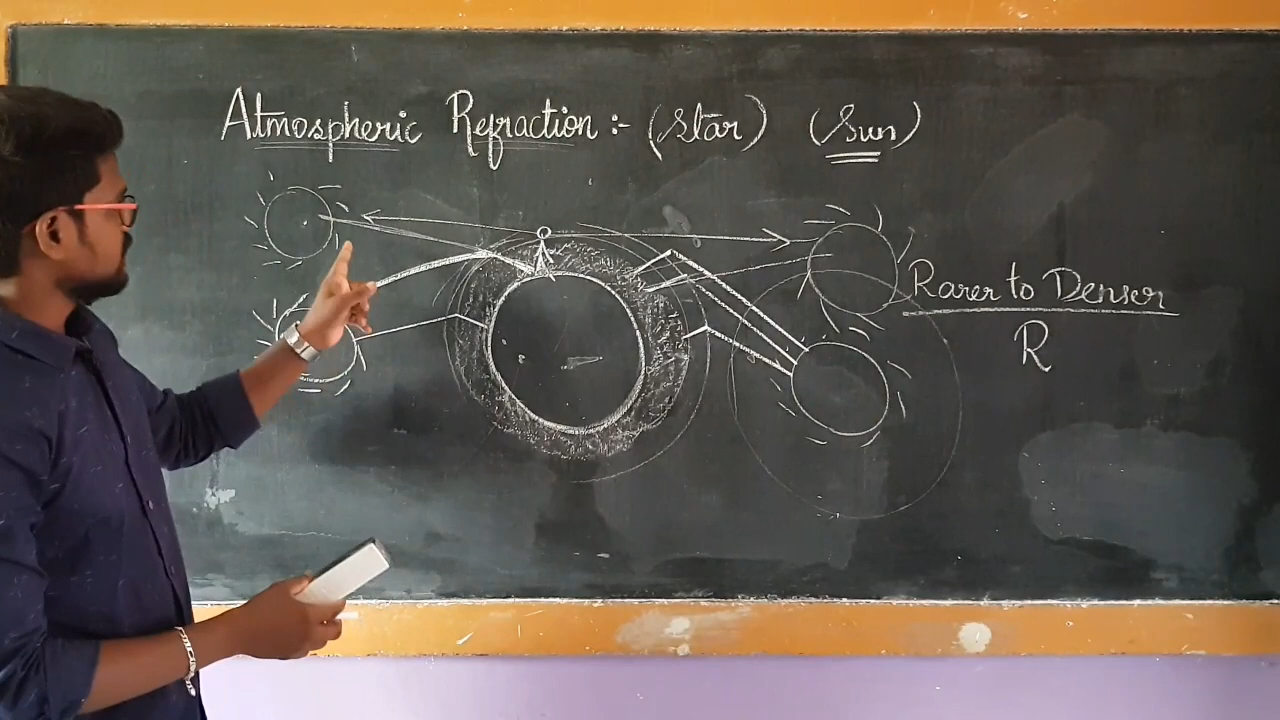 Atmospheric Refraction :- (Star) (Sun)
Rarer to Denser
R